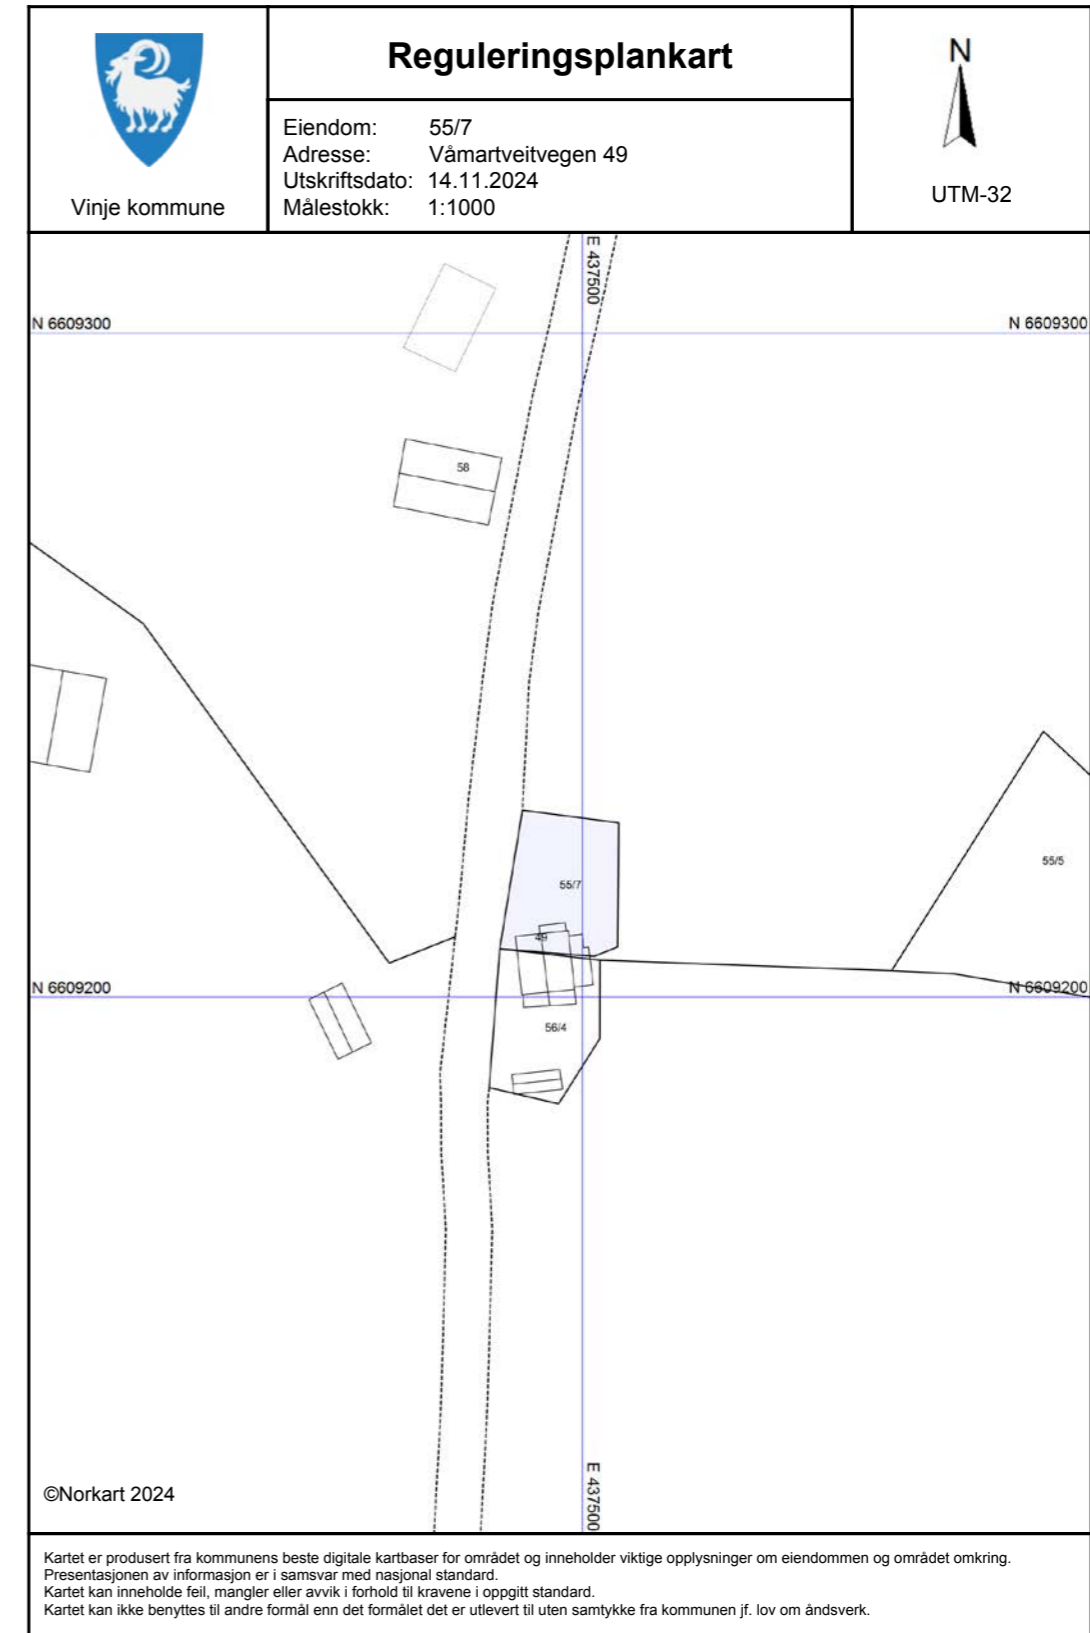 Vinje kommune
Reguleringsplankart
Eiendom: 55/7
Adresse: Våmartveitvegen 49
Utskriftsdato: 14.11.2024
Målestokk: 1:1000
N
UTM-32
E 437500
N 6609300
N 6609300
58
55/5
55/7
49
N 6609200
N 6609200
56/4
E 437500
©Norkart 2024
Kartet er produsert fra kommunens beste digitale kartbaser for området og inneholder viktige opplysninger om eiendommen og området omkring.
Presentasjonen av informasjon er i samsvar med nasjonal standard.
Kartet kan inneholde feil, mangler eller avvik i forhold til kravene i oppgitt standard.
Kartet kan ikke benyttes til andre formål enn det formålet det er utlevert til uten samtykke fra kommunen jf. lov om åndsverk.